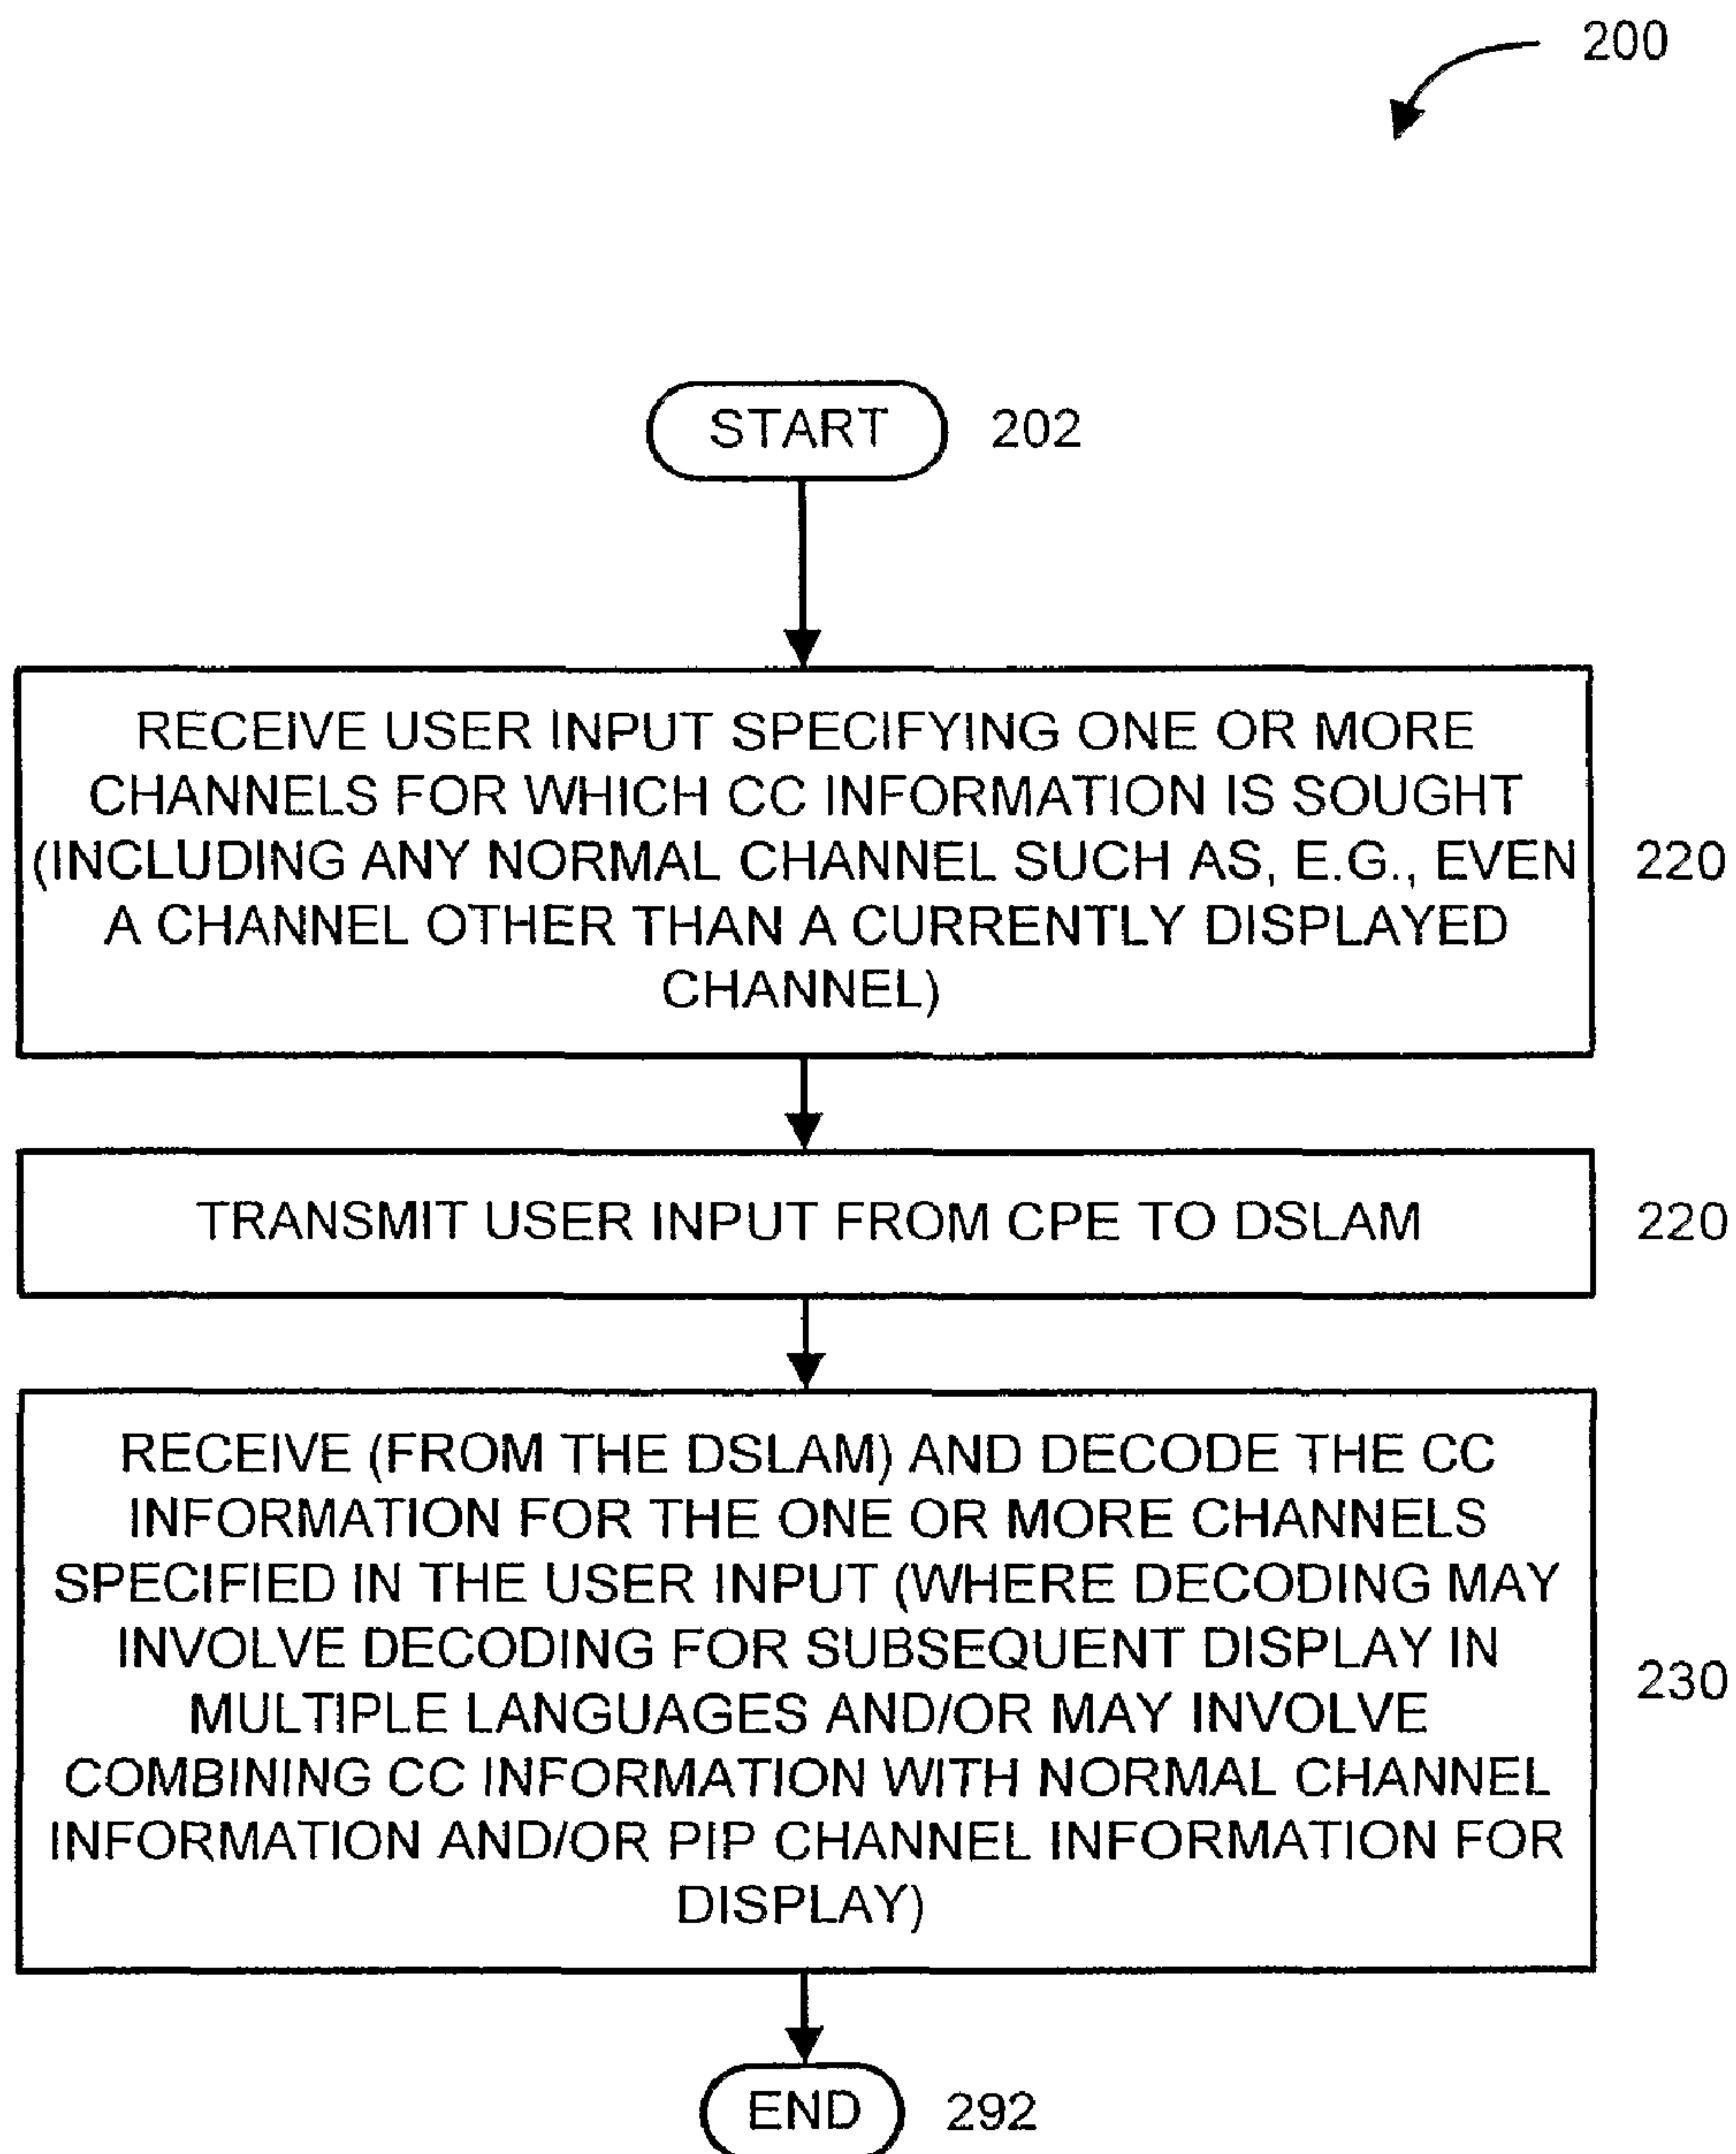 200
START 202
RECEIVE USER INPUT SPECIFYING ONE OR MORE
CHANNELS FOR WHICH CC INFORMATION IS SOUGHT
(INCLUDING ANY NORMAL CHANNEL SUCH AS, E.G., EVEN
A CHANNEL OTHER THAN A CURRENTLY DISPLAYED
CHANNEL)
220
TRANSMIT USER INPUT FROM CPE TO DSLAM
220
RECEIVE (FROM THE DSLAM) AND DECODE THE CC
INFORMATION FOR THE ONE OR MORE CHANNELS
SPECIFIED IN THE USER INPUT (WHERE DECODING MAY
INVOLVE DECODING FOR SUBSEQUENT DISPLAY IN
MULTIPLE LANGUAGES AND/OR MAY INVOLVE
COMBINING CC INFORMATION WITH NORMAL CHANNEL
INFORMATION AND/OR PIP CHANNEL INFORMATION FOR
DISPLAY)
230
END 292